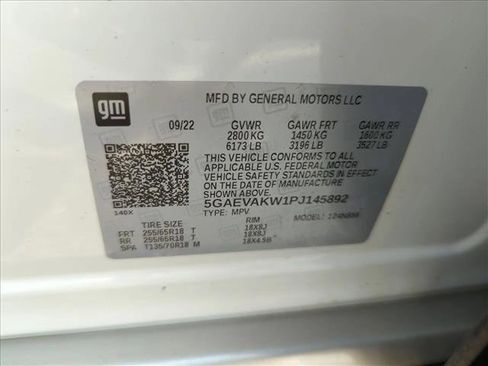 gm
MFD BY GENERAL MOTORS LLC
09/22 GVWR GAWR FRT GAWR RR
2800 KG 1450 KG 1600 KG
6173 LB 3196 LB 3527 LB
THIS VEHICLE CONFORMS TO ALL
APPLICABLE U.S. FEDERAL MOTOR
VEHICLE SAFETY STANDARDS IN EFFECT
ON THE DATE OF MANUFACTURE SHOWN ABOVE.
5GAEVAKW1PJ145892
140X
TYPE: MPV MODEL:
TIRE SIZE RIM
FRT 255/65R18 T 18X8J
RR 255/65R18 T 18X8J
SPA T135/70R18 M 18X4.5B